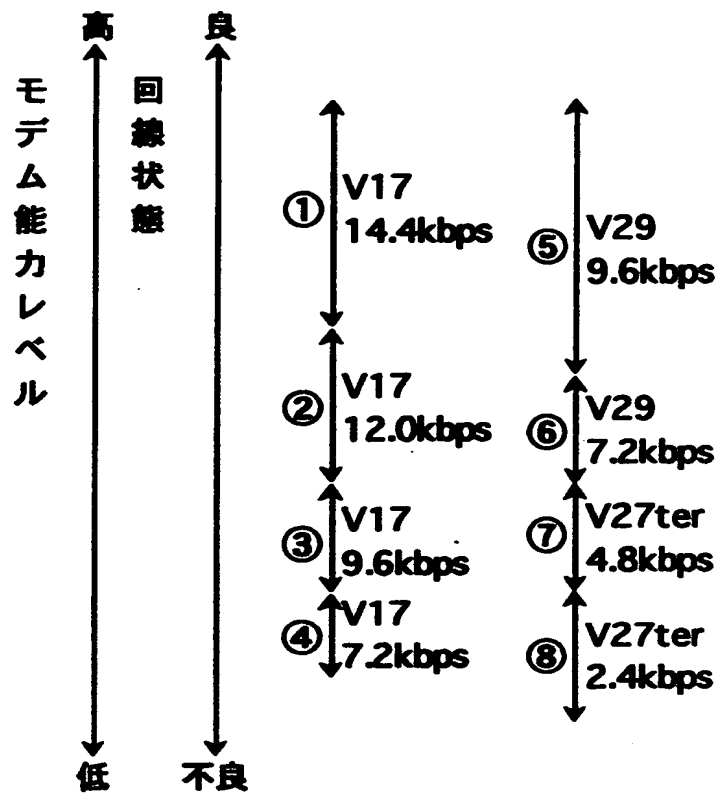 高
良
モデム能力レベル
回線状態
① V17
14.4kbps
② V17
12.0kbps
③ V17
9.6kbps
④ V17
7.2kbps
⑤ V29
9.6kbps
⑥ V29
7.2kbps
⑦ V27ter
4.8kbps
⑧ V27ter
2.4kbps
低
不良